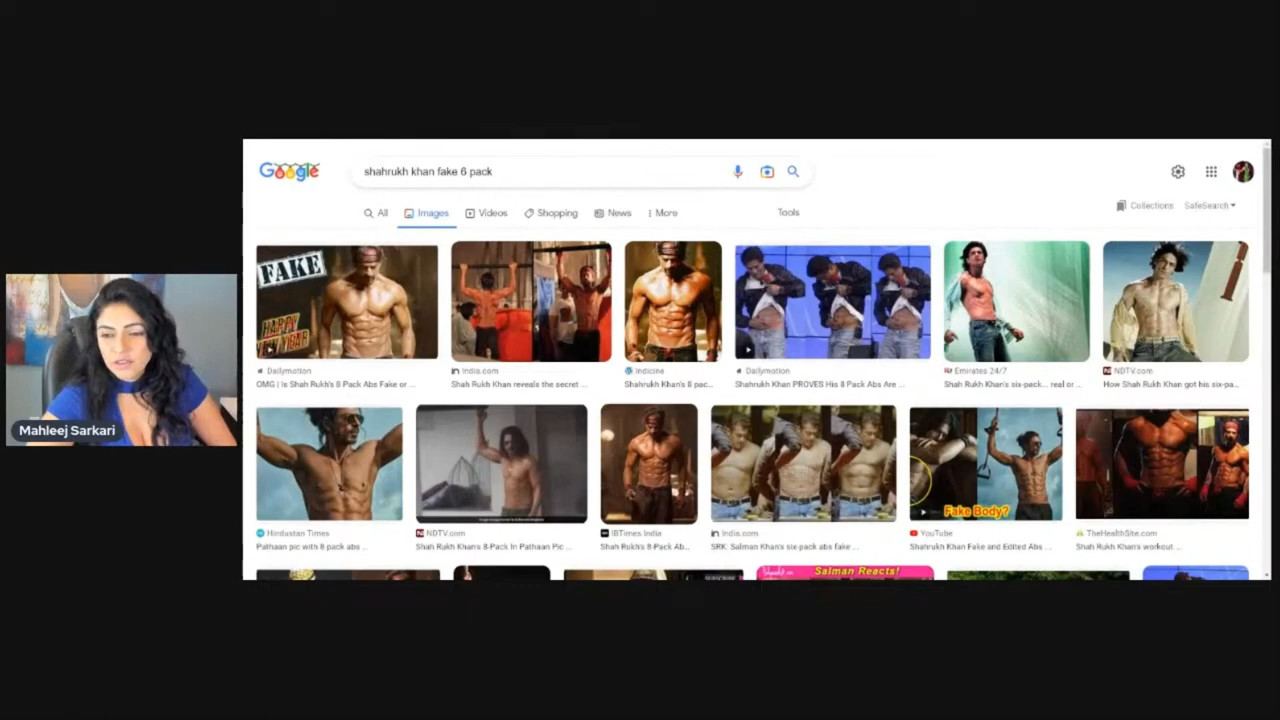 Google
shahrukh khan fake 6 pack
All Images Videos Shopping News More Tools
Collections SafeSearch
FAKE
HAPPY
NEW YEAR
Dailymotion
OMG | Is Shah Rukh's 8 Pack Abs Fake or ...
India.com
Shah Rukh Khan reveals the secret ...
Indicine
Shahrukh Khan's 8 pac...
Dailymotion
Shahrukh Khan PROVES His 8 Pack Abs Are ...
Emirates 24/7
Shah Rukh Khan's six-pack... real or ...
NDTV.com
How Shah Rukh Khan got his six-pa...
Mahleej Sarkari
Hindustan Times
Pathaan pic with 8 pack abs ...
NDTV.com
Shah Rukh Khan's 8-Pack In Pathaan Pic ...
IBTimes India
Shah Rukh's 8-Pack Ab...
India.com
SRK, Salman Khan's six-pack abs fake ...
Fake Body?
YouTube
Shahrukh Khan Fake and Edited Abs ...
TheHealthSite.com
Shah Rukh Khan's workout ...
Salman Reacts!
SUBSCRIBE